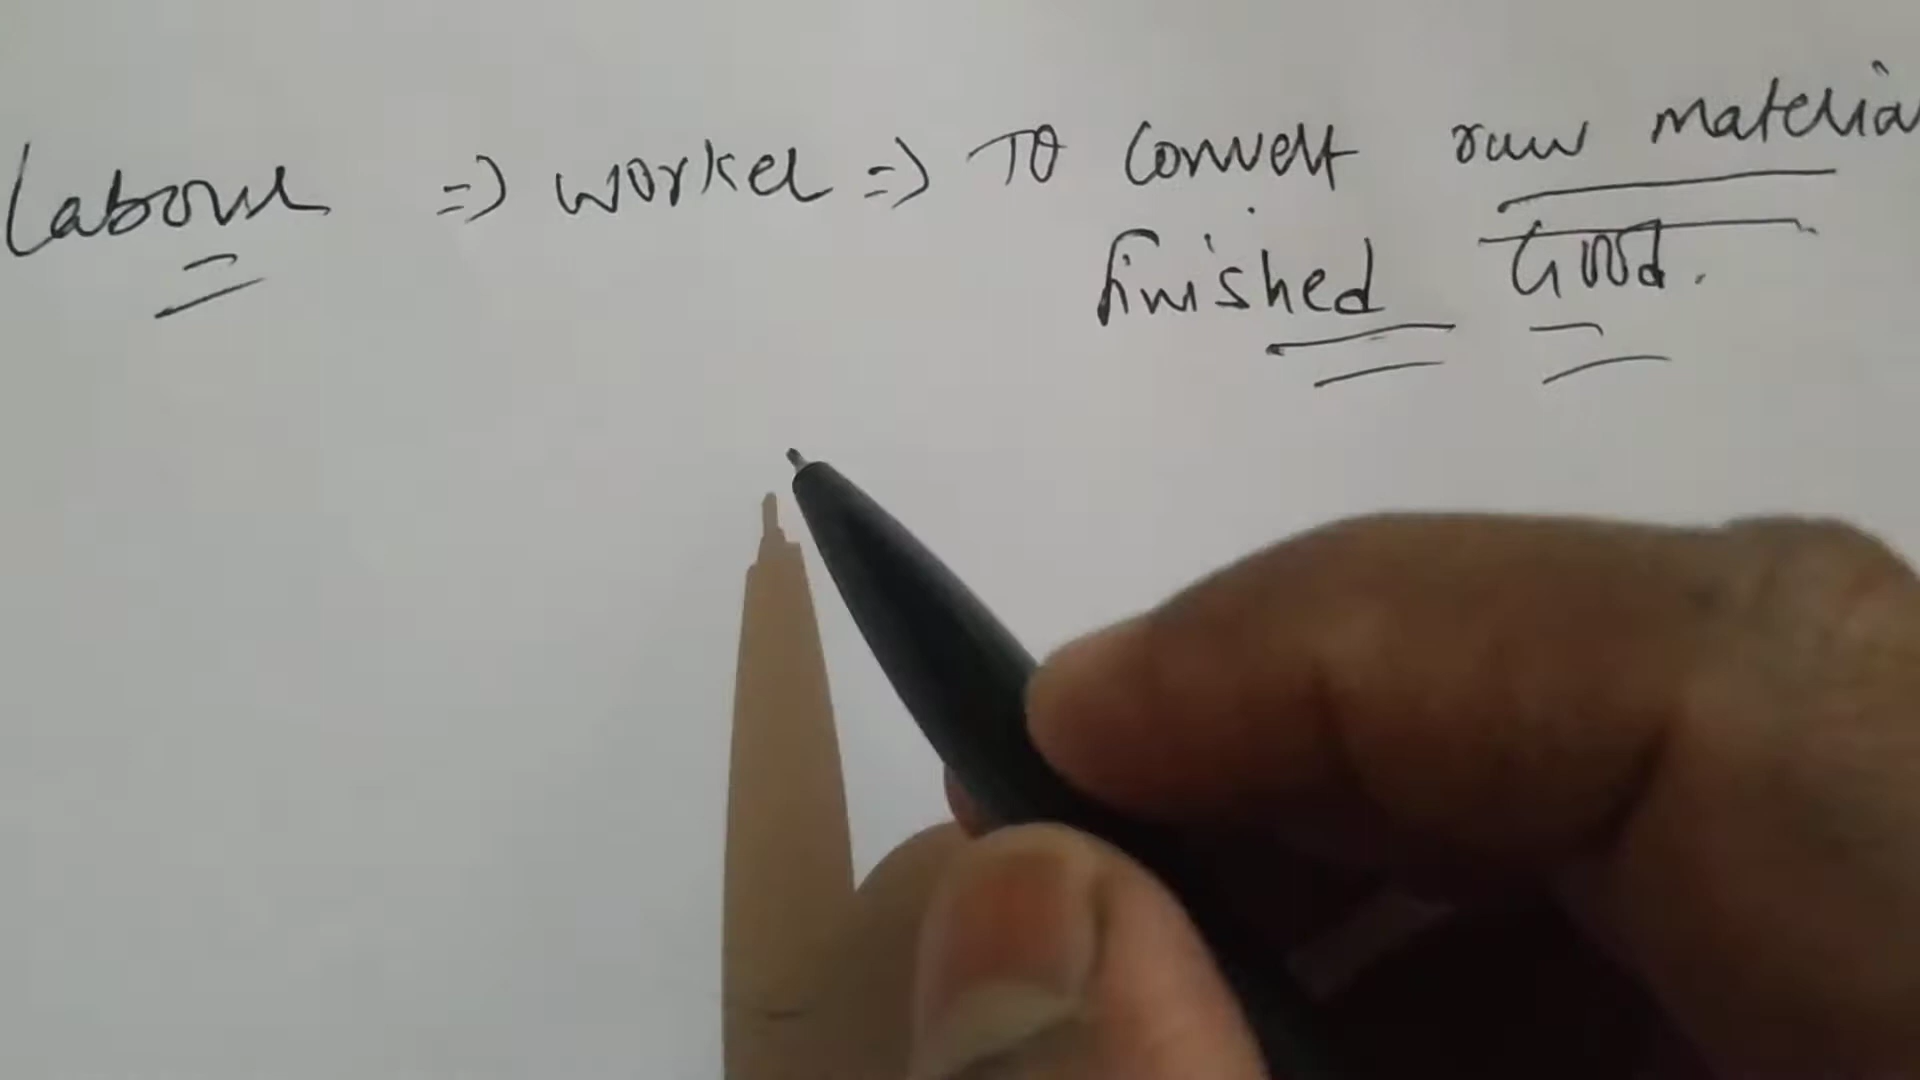 Labour => worker => To Convert raw material
finished Good.